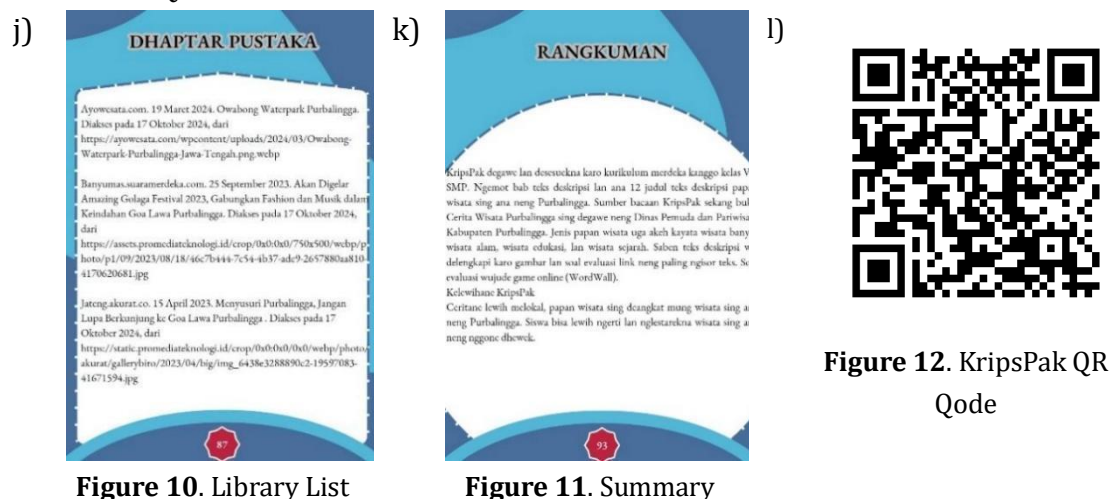 j)
DHAPTAR PUSTAKA
Ayowesata.com. 19 Maret 2024. Owabong Waterpark Purbalingga.
Diakses pada 17 Oktober 2024, dari
https://ayowesata.com/wpcontent/uploads/2024/03/Owabong-
Waterpark-Purbalingga-Jawa-Tengah.png.webp
Banyumas.suaramerdeka.com. 25 September 2023. Akan Digelar
Amazing Golaga Festival 2023, Gabungkan Fashion dan Musik dalam
Keindahan Goa Lawa Purbalingga. Diakses pada 17 Oktober 2024,
dari
https://assets.promediateknologi.id/crop/0x0:0x0/750x500/webp/p
hoto/p1/09/2023/08/18/46c7b444-7c54-4b37-adc9-2657880aa810-
4170620681.jpg
Jateng.akurat.co. 15 April 2023. Menyusuri Purbalingga, Jangan
Lupa Berkunjung ke Goa Lawa Purbalingga . Diakses pada 17
Oktober 2024, dari
https://static.promediateknologi.id/crop/0x0:0x0/0x0/webp/photo/
akurat/gallerybiro/2023/04/big/img_6438e3288890c2-19597083-
41671594.jpg
87
Figure 10. Library List
k)
RANGKUMAN
KripsPak degawe lan desesuekna karo kurikulum merdeka kanggo kelas V
SMP. Ngemot bab teks deskripsi lan ana 12 judul teks deskripsi pap
wisata sing ana neng Purbalingga. Sumber bacaan KripsPak sekang bu
Cerita Wisata Purbalingga sing degawe neng Dinas Pemuda dan Pariwisa
Kabupaten Purbalingga. Jenis papan wisata uga akeh kayata wisata bany
wisata alam, wisata edukasi, lan wisata sejarah. Saben teks deskripsi w
delengkapi karo gambar lan soal evaluasi link neng paling ngisor teks. So
evaluasi wujude game online (WordWall).
Kelewihane KripsPak
Ceritane lewih melokal, papan wisata sing deangkat mung wisata sing a
neng Purbalingga. Siswa bisa lewih ngerti lan nglestarekna wisata sing a
neng nggone dhewek.
93
Figure 11. Summary
l)
Figure 12. KripsPak QR
Qode